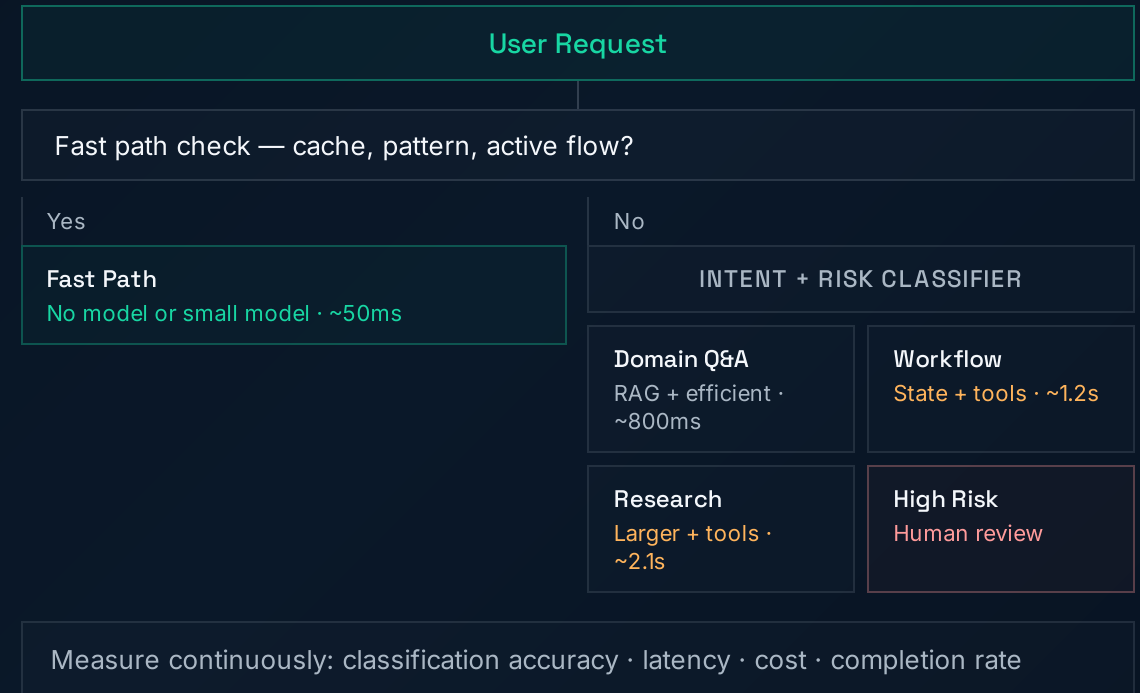 User Request
Fast path check — cache, pattern, active flow?
Yes
No
Fast Path
No model or small model · ~50ms
INTENT + RISK CLASSIFIER
Domain Q&A
RAG + efficient ·
~800ms
Workflow
State + tools · ~1.2s
Research
Larger + tools ·
~2.1s
High Risk
Human review
Measure continuously: classification accuracy · latency · cost · completion rate